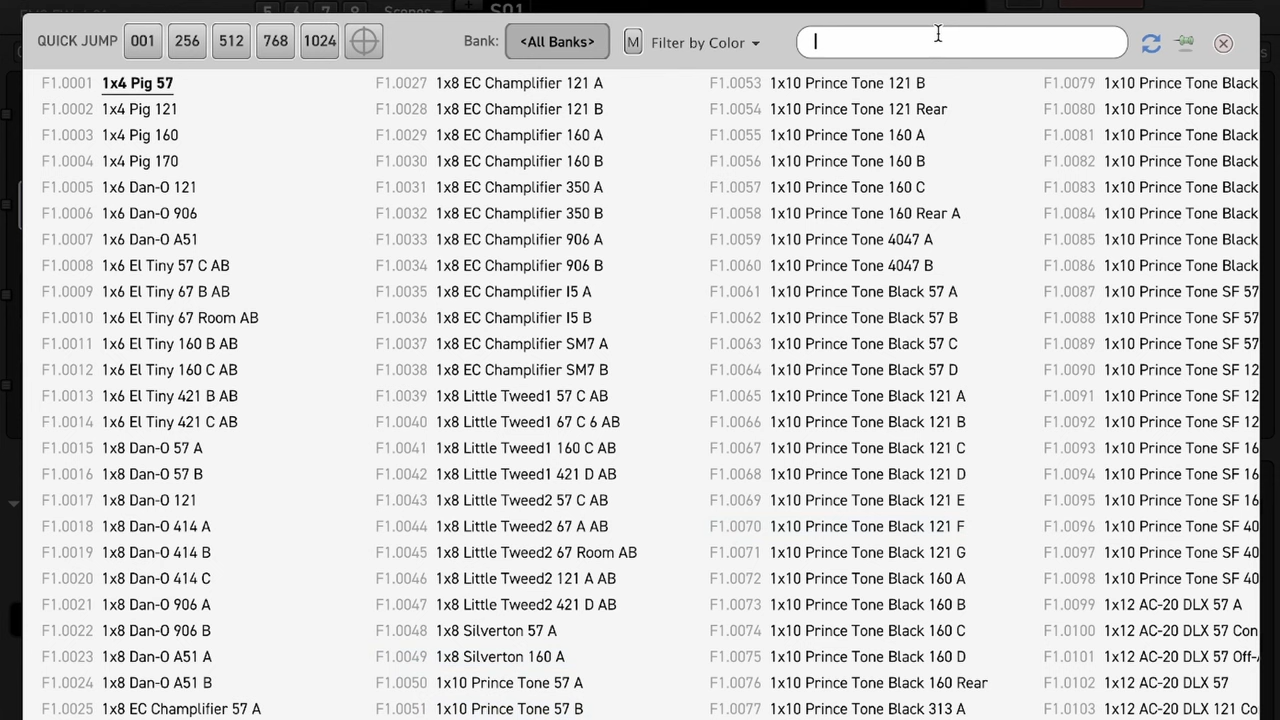 QUICK JUMP 001 256 512 768 1024 Bank: <All Banks> M Filter by Color
F1.0001 1x4 Pig 57
F1.0002 1x4 Pig 121
F1.0003 1x4 Pig 160
F1.0004 1x4 Pig 170
F1.0005 1x6 Dan-O 121
F1.0006 1x6 Dan-O 906
F1.0007 1x6 Dan-O A51
F1.0008 1x6 El Tiny 57 C AB
F1.0009 1x6 El Tiny 67 B AB
F1.0010 1x6 El Tiny 67 Room AB
F1.0011 1x6 El Tiny 160 B AB
F1.0012 1x6 El Tiny 160 C AB
F1.0013 1x6 El Tiny 421 B AB
F1.0014 1x6 El Tiny 421 C AB
F1.0015 1x8 Dan-O 57 A
F1.0016 1x8 Dan-O 57 B
F1.0017 1x8 Dan-O 121
F1.0018 1x8 Dan-O 414 A
F1.0019 1x8 Dan-O 414 B
F1.0020 1x8 Dan-O 414 C
F1.0021 1x8 Dan-O 906 A
F1.0022 1x8 Dan-O 906 B
F1.0023 1x8 Dan-O A51 A
F1.0024 1x8 Dan-O A51 B
F1.0025 1x8 EC Champlifier 57 A
F1.0027 1x8 EC Champlifier 121 A
F1.0028 1x8 EC Champlifier 121 B
F1.0029 1x8 EC Champlifier 160 A
F1.0030 1x8 EC Champlifier 160 B
F1.0031 1x8 EC Champlifier 350 A
F1.0032 1x8 EC Champlifier 350 B
F1.0033 1x8 EC Champlifier 906 A
F1.0034 1x8 EC Champlifier 906 B
F1.0035 1x8 EC Champlifier I5 A
F1.0036 1x8 EC Champlifier I5 B
F1.0037 1x8 EC Champlifier SM7 A
F1.0038 1x8 EC Champlifier SM7 B
F1.0039 1x8 Little Tweed1 57 C AB
F1.0040 1x8 Little Tweed1 67 C 6 AB
F1.0041 1x8 Little Tweed1 160 C AB
F1.0042 1x8 Little Tweed1 421 D AB
F1.0043 1x8 Little Tweed2 57 C AB
F1.0044 1x8 Little Tweed2 67 A AB
F1.0045 1x8 Little Tweed2 67 Room AB
F1.0046 1x8 Little Tweed2 121 A AB
F1.0047 1x8 Little Tweed2 421 D AB
F1.0048 1x8 Silverton 57 A
F1.0049 1x8 Silverton 160 A
F1.0050 1x10 Prince Tone 57 A
F1.0051 1x10 Prince Tone 57 B
F1.0053 1x10 Prince Tone 121 B
F1.0054 1x10 Prince Tone 121 Rear
F1.0055 1x10 Prince Tone 160 A
F1.0056 1x10 Prince Tone 160 B
F1.0057 1x10 Prince Tone 160 C
F1.0058 1x10 Prince Tone 160 Rear A
F1.0059 1x10 Prince Tone 4047 A
F1.0060 1x10 Prince Tone 4047 B
F1.0061 1x10 Prince Tone Black 57 A
F1.0062 1x10 Prince Tone Black 57 B
F1.0063 1x10 Prince Tone Black 57 C
F1.0064 1x10 Prince Tone Black 57 D
F1.0065 1x10 Prince Tone Black 121 A
F1.0066 1x10 Prince Tone Black 121 B
F1.0067 1x10 Prince Tone Black 121 C
F1.0068 1x10 Prince Tone Black 121 D
F1.0069 1x10 Prince Tone Black 121 E
F1.0070 1x10 Prince Tone Black 121 F
F1.0071 1x10 Prince Tone Black 121 G
F1.0072 1x10 Prince Tone Black 160 A
F1.0073 1x10 Prince Tone Black 160 B
F1.0074 1x10 Prince Tone Black 160 C
F1.0075 1x10 Prince Tone Black 160 D
F1.0076 1x10 Prince Tone Black 160 Rear
F1.0077 1x10 Prince Tone Black 313 A
F1.0079 1x10 Prince Tone Black
F1.0080 1x10 Prince Tone Black
F1.0081 1x10 Prince Tone Black
F1.0082 1x10 Prince Tone Black
F1.0083 1x10 Prince Tone Black
F1.0084 1x10 Prince Tone Black
F1.0085 1x10 Prince Tone Black
F1.0086 1x10 Prince Tone Black
F1.0087 1x10 Prince Tone SF 57
F1.0088 1x10 Prince Tone SF 57
F1.0089 1x10 Prince Tone SF 57
F1.0090 1x10 Prince Tone SF 12
F1.0091 1x10 Prince Tone SF 12
F1.0092 1x10 Prince Tone SF 12
F1.0093 1x10 Prince Tone SF 16
F1.0094 1x10 Prince Tone SF 16
F1.0095 1x10 Prince Tone SF 16
F1.0096 1x10 Prince Tone SF 40
F1.0097 1x10 Prince Tone SF 40
F1.0098 1x10 Prince Tone SF 40
F1.0099 1x12 AC-20 DLX 57 A
F1.0100 1x12 AC-20 DLX 57 Con
F1.0101 1x12 AC-20 DLX 57 Off-
F1.0102 1x12 AC-20 DLX 57
F1.0103 1x12 AC-20 DLX 121 Co